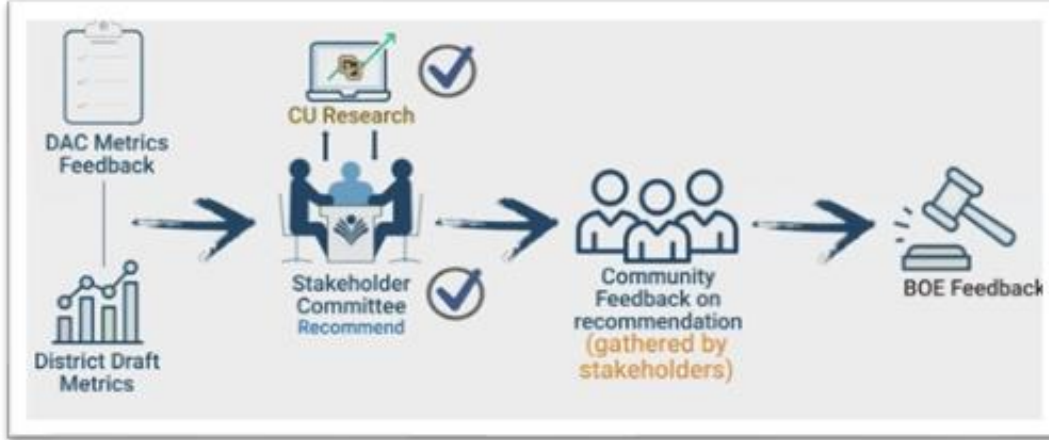 DAC Metrics
Feedback
District Draft
Metrics
CU Research
Stakeholder
Committee
Recommend
Community
Feedback on
recommendation
(gathered by
stakeholders)
BOE Feedback